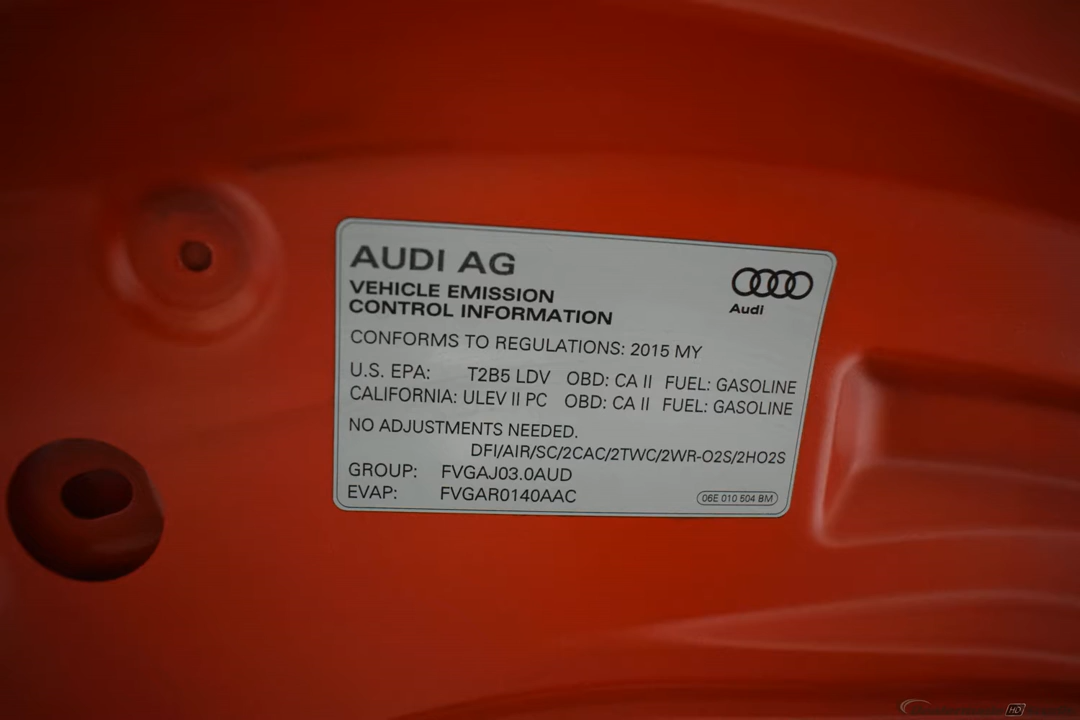 AUDI AG
Audi
VEHICLE EMISSION
CONTROL INFORMATION
CONFORMS TO REGULATIONS: 2015 MY
U.S. EPA: T2B5 LDV OBD: CA II FUEL: GASOLINE
CALIFORNIA: ULEV II PC OBD: CA II FUEL: GASOLINE
NO ADJUSTMENTS NEEDED.
DFI/AIR/SC/2CAC/2TWC/2WR-O2S/2HO2S
GROUP: FVGAJ03.0AUD
EVAP: FVGAR0140AAC
06E 010 504 BM
HD